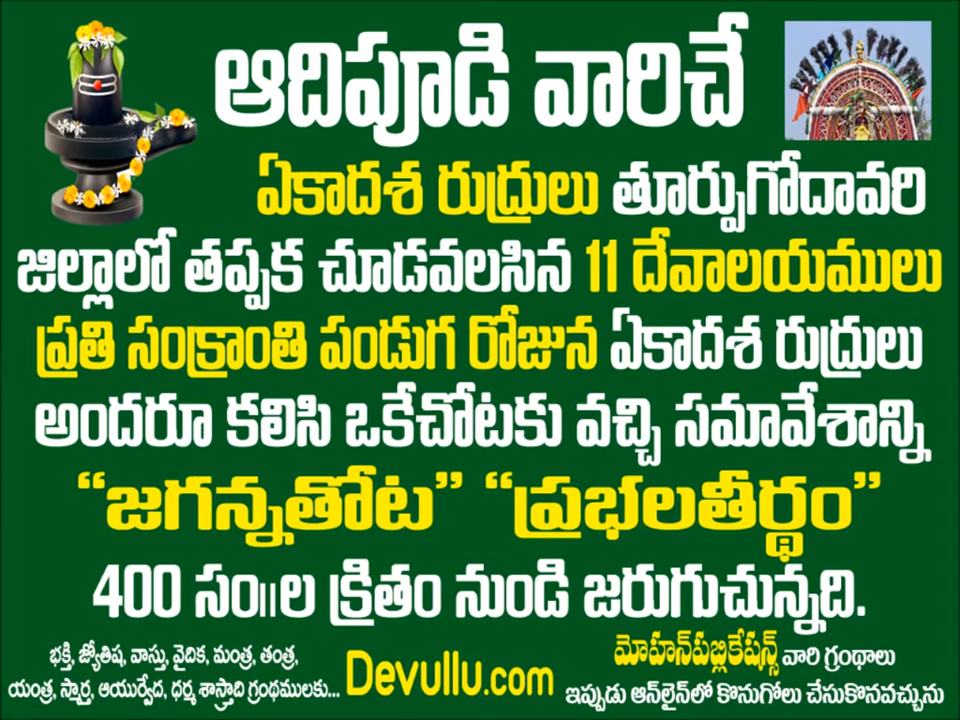 ఆదిపూడి వారిచే
ఏకాదశ రుద్రులు తూర్పుగోదావరి
జిల్లాలో తప్పక చూడవలసిన 11 దేవాలయములు
ప్రతి సంక్రాంతి పండుగ రోజున ఏకాదశ రుద్రులు
అందరూ కలిసి ఒకేచోటకు వచ్చి సమావేశాన్ని
“జగన్నతోట” “ప్రభలతీర్థం”
400 సం॥ల క్రితం నుండి జరుగుచున్నది.
భక్తి, జ్యోతిష, వాస్తు, వైదిక, మంత్ర, తంత్ర,
యంత్ర, స్మార్త, ఆయుర్వేద, ధర్మ శాస్త్రాది గ్రంథములకు...
Devullu.com
మోహన్‌పబ్లికేషన్స్ వారి గ్రంథాలు
ఇప్పుడు ఆన్‌లైన్‌లో కొనుగోలు చేసుకొనవచ్చును